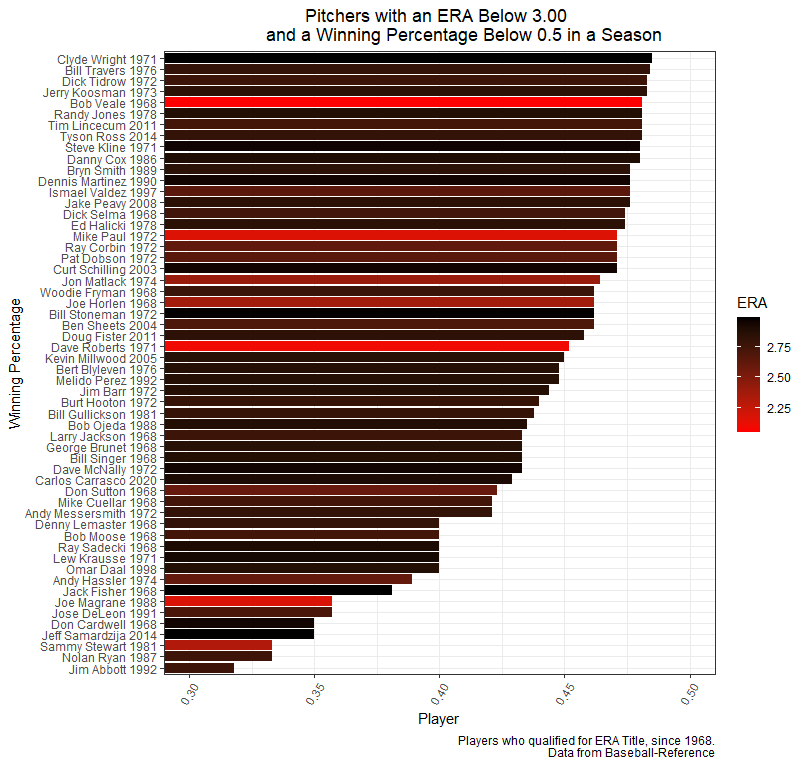 Pitchers with an ERA Below 3.00
and a Winning Percentage Below 0.5 in a Season
Clyde Wright 1971
Bill Travers 1976
Dick Tidrow 1972
Jerry Koosman 1973
Bob Veale 1968
Randy Jones 1978
Tim Lincecum 2011
Tyson Ross 2014
Steve Kline 1971
Danny Cox 1986
Bryn Smith 1989
Dennis Martinez 1990
Ismael Valdez 1997
Jake Peavy 2008
Dick Selma 1968
Ed Halicki 1978
Mike Paul 1972
Ray Corbin 1972
Pat Dobson 1972
Curt Schilling 2003
Jon Matlack 1974
Woodie Fryman 1968
Joe Horlen 1968
Bill Stoneman 1972
Ben Sheets 2004
Doug Fister 2011
Dave Roberts 1971
Kevin Millwood 2005
Bert Blyleven 1976
Melido Perez 1992
Jim Barr 1972
Burt Hooton 1972
Bill Gullickson 1981
Bob Ojeda 1988
Larry Jackson 1968
George Brunet 1968
Bill Singer 1968
Dave McNally 1972
Carlos Carrasco 2020
Don Sutton 1968
Mike Cuellar 1968
Andy Messersmith 1972
Denny Lemaster 1968
Bob Moose 1968
Ray Sadecki 1968
Lew Krausse 1971
Omar Daal 1998
Andy Hassler 1974
Jack Fisher 1968
Joe Magrane 1988
Jose DeLeon 1991
Don Cardwell 1968
Jeff Samardzija 2014
Sammy Stewart 1981
Nolan Ryan 1987
Jim Abbott 1992
Winning Percentage
0.30
0.35
0.40
0.45
0.50
Player
ERA
2.75
2.50
2.25
Players who qualified for ERA Title, since 1968.
Data from Baseball-Reference